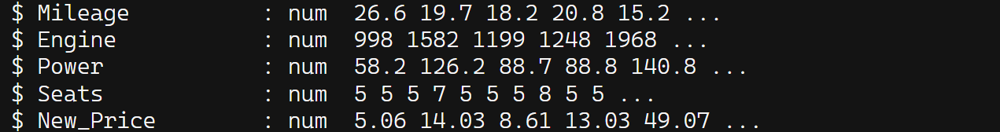 $ Mileage           : num  26.6 19.7 18.2 20.8 15.2 ...
$ Engine            : num  998 1582 1199 1248 1968 ...
$ Power             : num  58.2 126.2 88.7 88.8 140.8 ...
$ Seats             : num  5 5 5 7 5 5 5 8 5 5 ...
$ New_Price         : num  5.06 14.03 8.61 13.03 49.07 ...